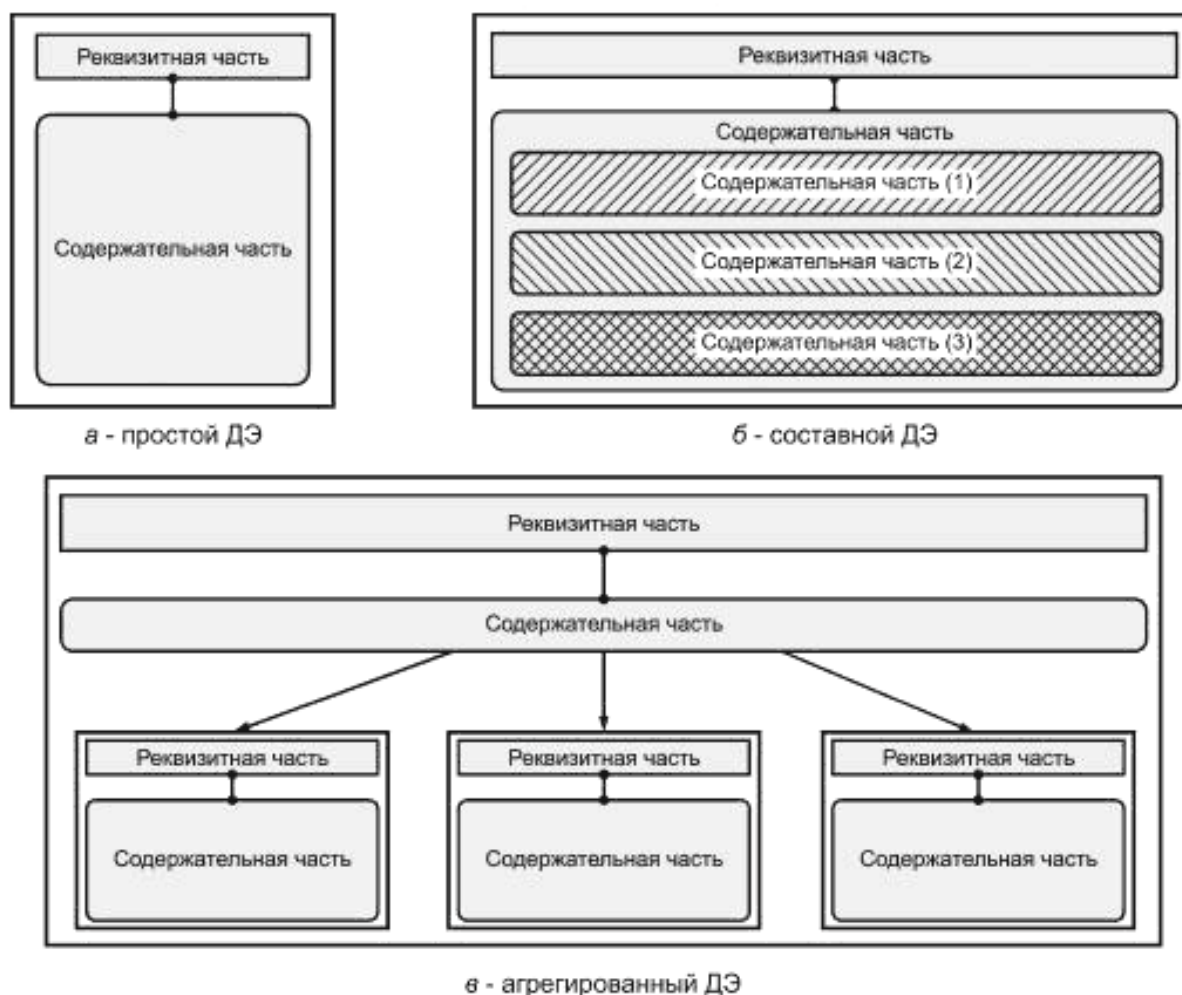 Реквизитная часть
Содержательная часть
а - простой ДЭ
Реквизитная часть
Содержательная часть
Содержательная часть (1)
Содержательная часть (2)
Содержательная часть (3)
б - составной ДЭ
Реквизитная часть
Содержательная часть
Реквизитная часть
Содержательная часть
Реквизитная часть
Содержательная часть
Реквизитная часть
Содержательная часть
в - агрегированный ДЭ